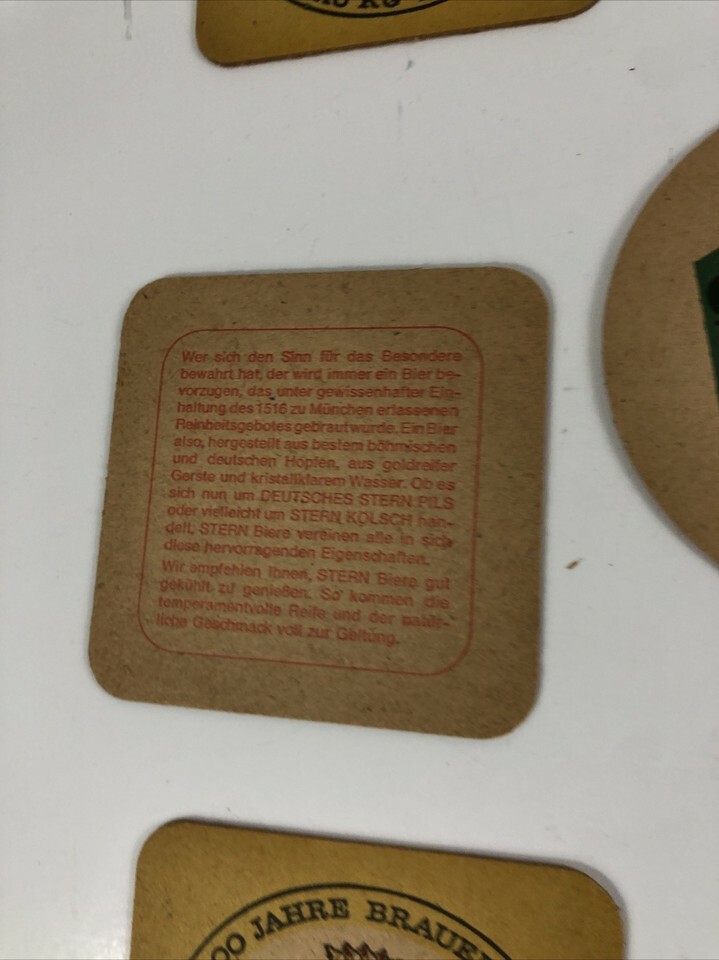 Wer sich den Sinn für das Besondere
bewahrt hat, der wird immer ein Bier be-
vorzugen, das unter gewissenhafter Ein-
haltung des 1516 zu München erlassenen
Reinheitsgebotes gebraut wurde. Ein Bier
also, hergestellt aus bestem böhmischen
und deutschen Hopfen, aus goldreifer
Gerste und kristallklarem Wasser. Ob es
sich nun um DEUTSCHES STERN PILS
oder vielleicht um STERN KÖLSCH han-
delt, STERN Biere vereinen alle in sich
diese hervorragenden Eigenschaften.
Wir empfehlen Ihnen, STERN Biere gut
gekühlt zu genießen. So kommen die
temperamentvolle Reife und der natür-
liche Geschmack voll zur Geltung.
00 JAHRE BRAUE